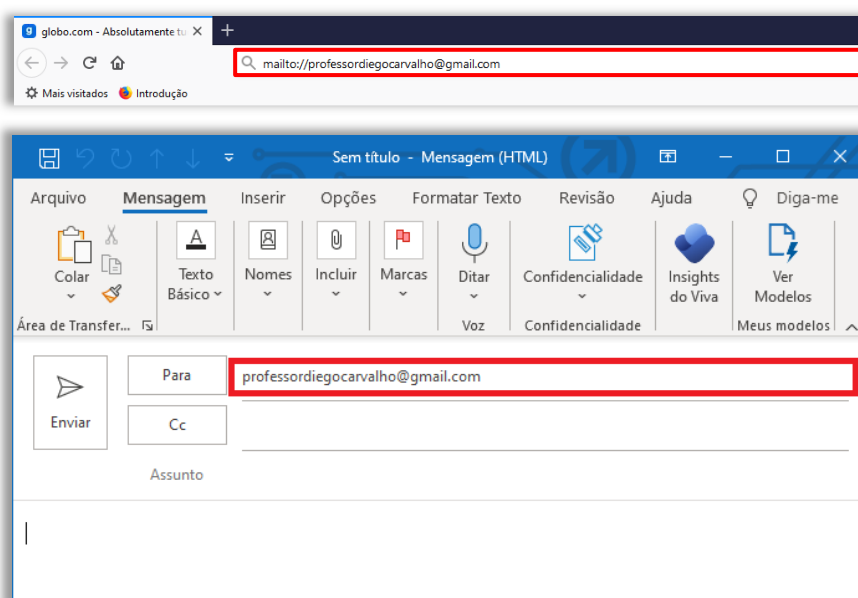 globo.com - Absolutamente tu
mailto://professordiegocarvalho@gmail.com
Mais visitados Introdução
Sem título - Mensagem (HTML)
Arquivo Mensagem Inserir Opções Formatar Texto Revisão Ajuda Diga-me
Colar Texto Básico Nomes Incluir Marcas Ditar Confidencialidade Insights do Viva Ver Modelos
Área de Transfer... Voz Confidencialidade Meus modelos
Para professordiegocarvalho@gmail.com
Enviar Cc
Assunto